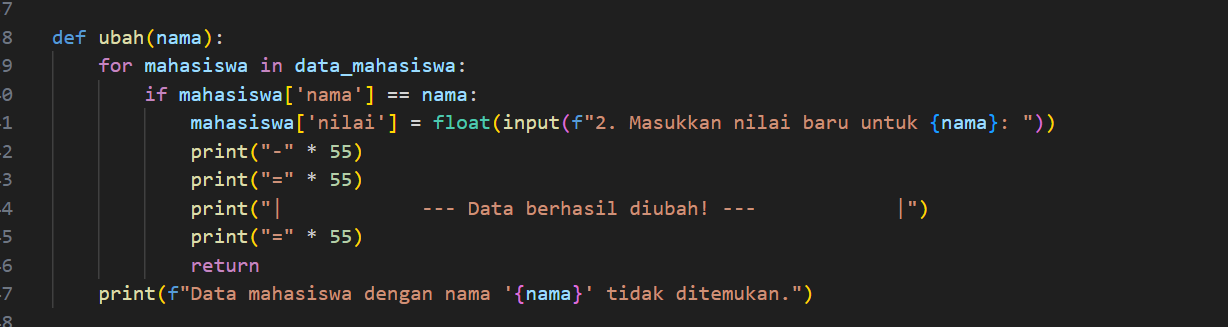 7
8 def ubah(nama):
9     for mahasiswa in data_mahasiswa:
0         if mahasiswa['nama'] == nama:
1             mahasiswa['nilai'] = float(input(f"2. Masukkan nilai baru untuk {nama}: "))
2             print("-" * 55)
3             print("=" * 55)
4             print("|            --- Data berhasil diubah! ---            |")
5             print("=" * 55)
6             return
7     print(f"Data mahasiswa dengan nama '{nama}' tidak ditemukan.")
8